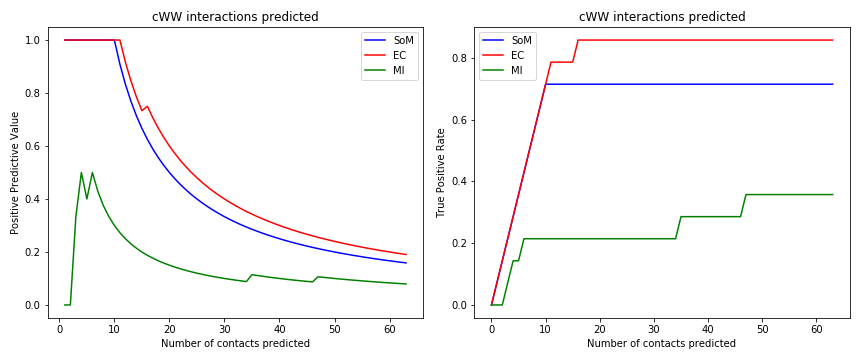 cWW interactions predicted
Positive Predictive Value
1.0
0.8
0.6
0.4
0.2
0.0
SoM
EC
MI
0
10
20
30
40
50
60
Number of contacts predicted
cWW interactions predicted
True Positive Rate
0.8
0.6
0.4
0.2
0.0
SoM
EC
MI
0
10
20
30
40
50
60
Number of contacts predicted